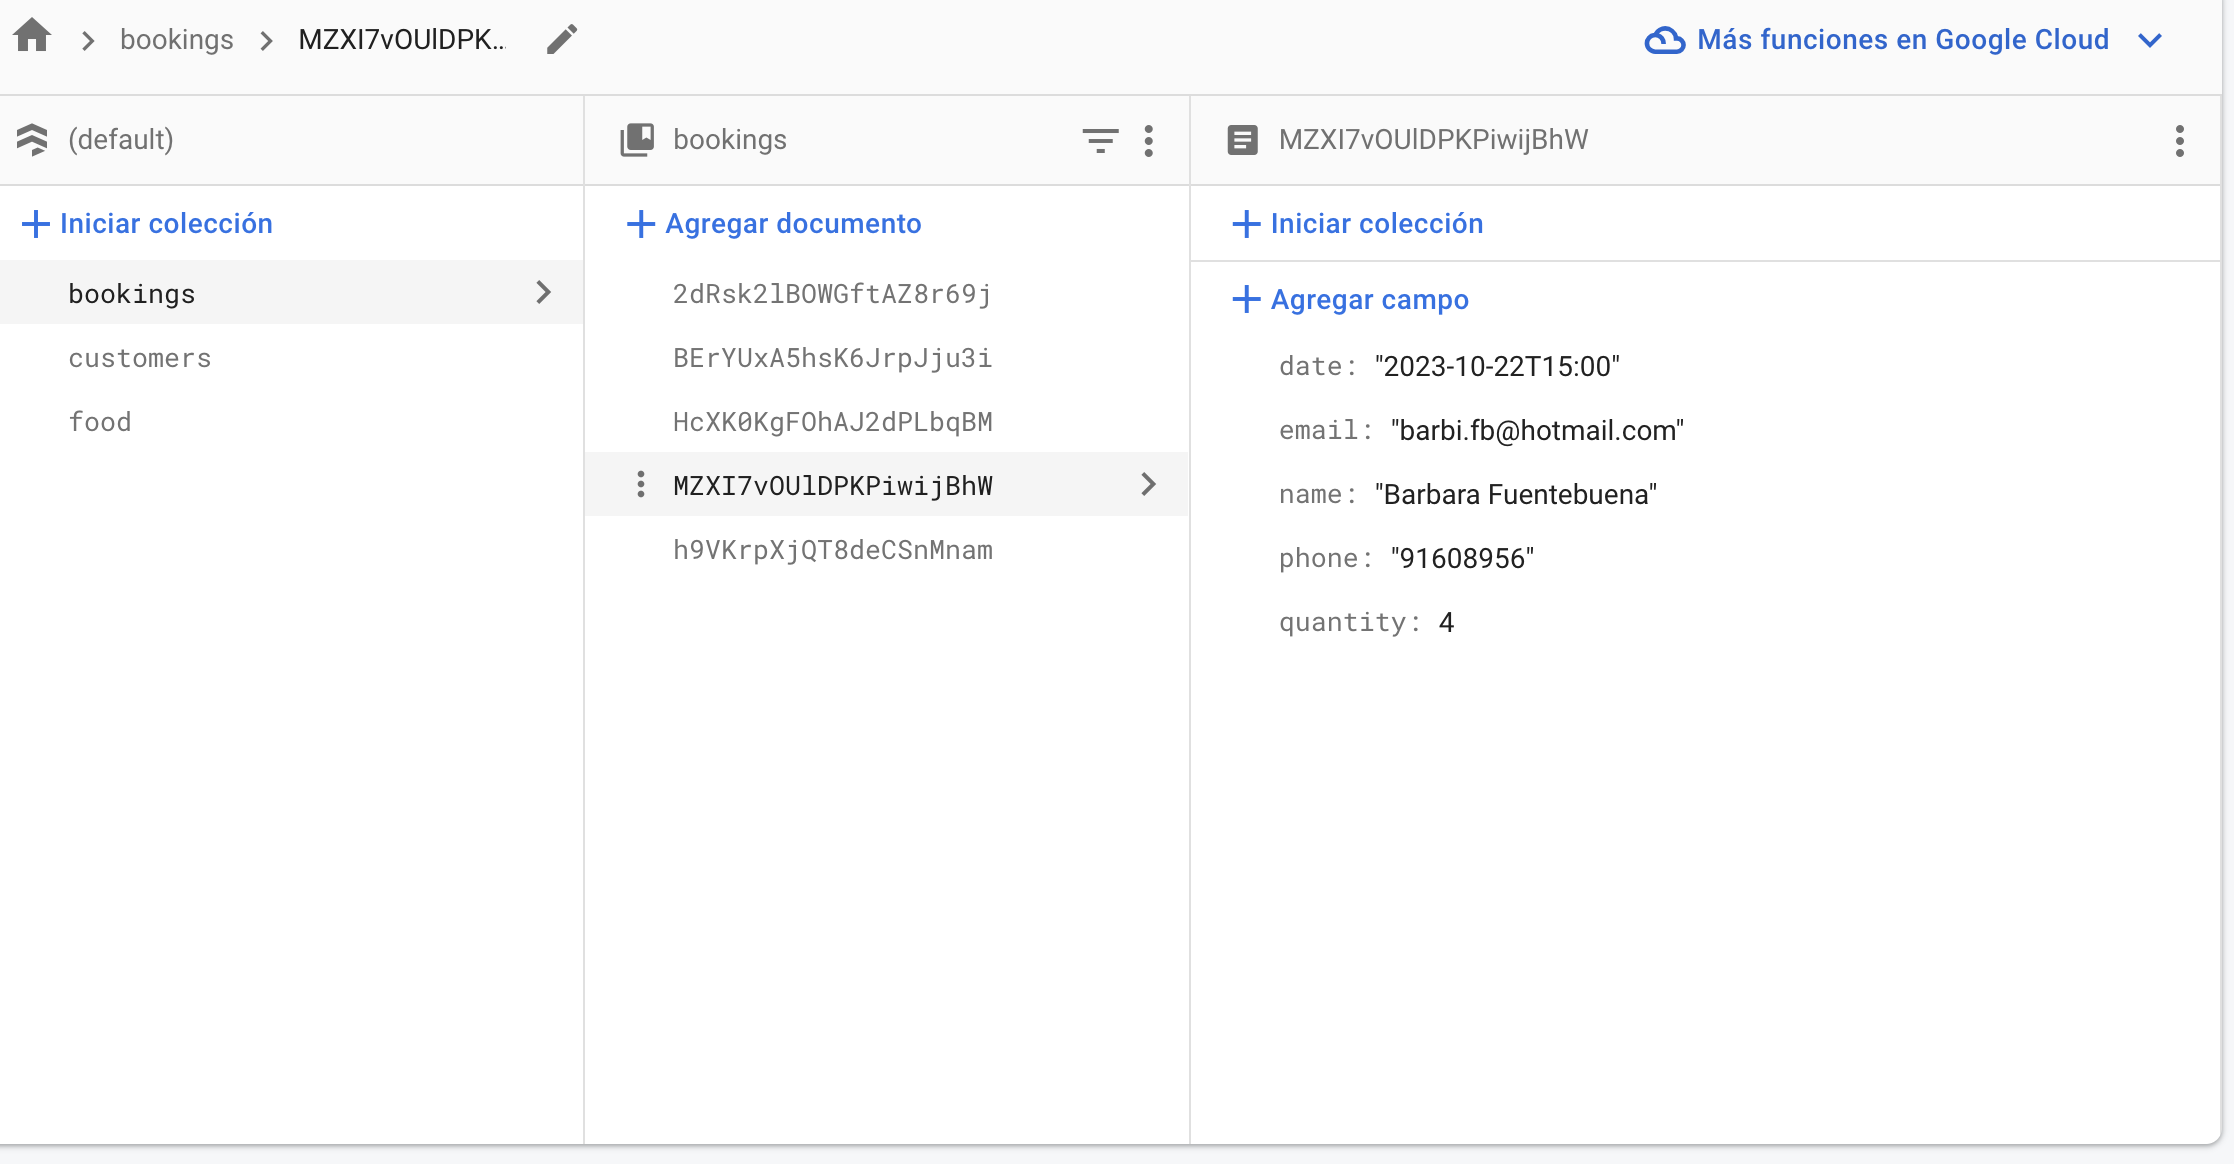 bookings > MZXI7vOUlDPK...
Más funciones en Google Cloud
(default)
bookings
MZXI7vOUlDPKPiwijBhW
+ Iniciar colección
+ Agregar documento
+ Iniciar colección
bookings
customers
food
2dRsk2lBOWGftAZ8r69j
BErYUxA5hsK6JrpJju3i
HcXK0KgFOhAJ2dPLbqBM
MZXI7vOUlDPKPiwijBhW
h9VKrpXjQT8deCSnMnam
+ Agregar campo
date: "2023-10-22T15:00"
email: "barbi.fb@hotmail.com"
name: "Barbara Fuentebuena"
phone: "91608956"
quantity: 4